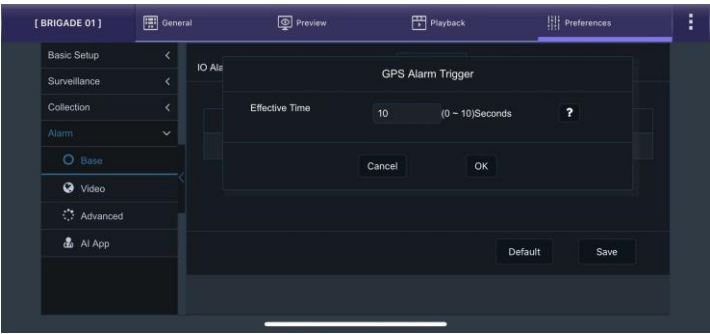 [ BRIGADE 01 ] General Preview Playback Preferences
Basic Setup
Surveillance
Collection
Alarm
Base
Video
Advanced
AI App
IO Ala
GPS Alarm Trigger
Effective Time 10 (0 ~ 10)Seconds ?
Cancel OK
Default Save